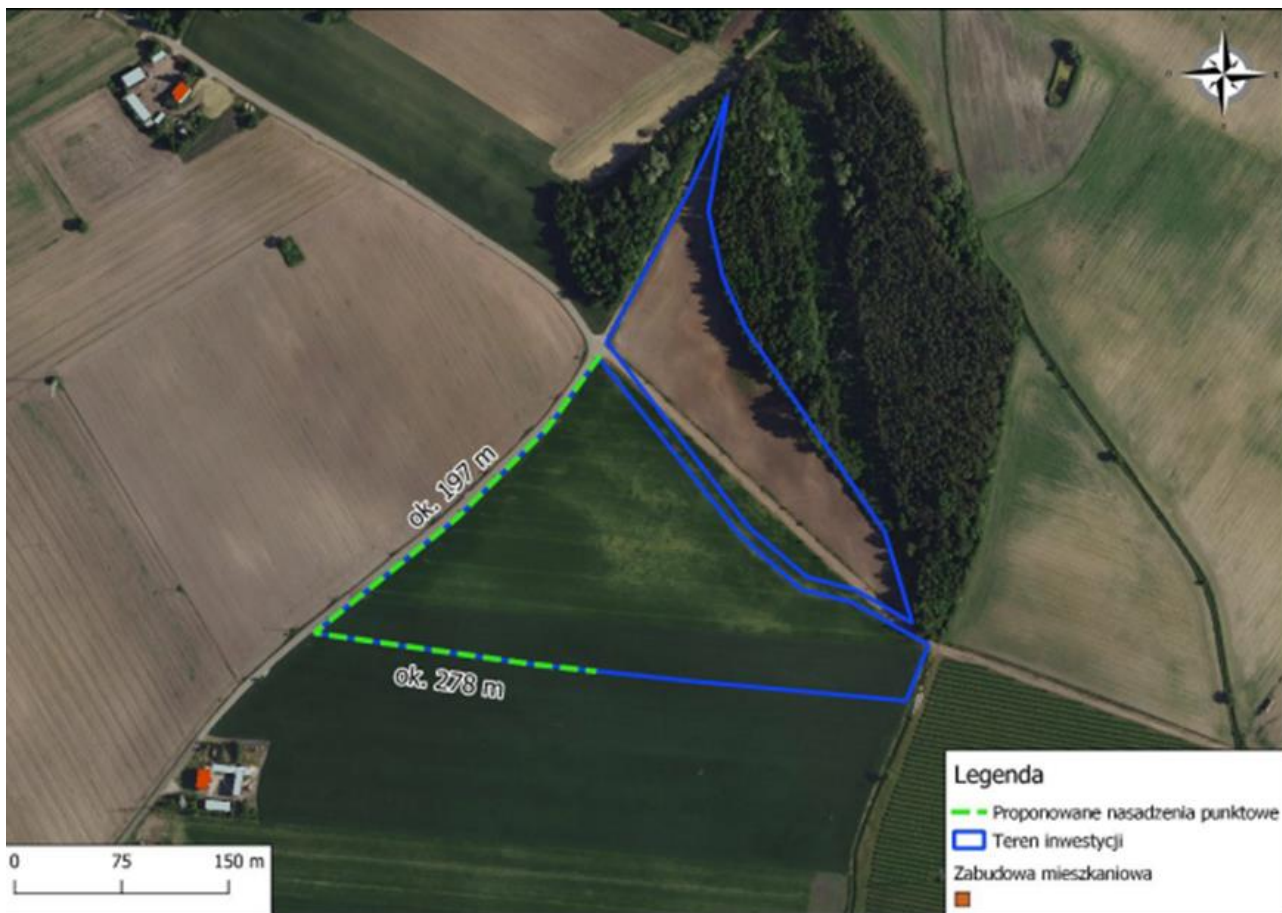 ok. 197 m
ok. 278 m
Legenda
Proponowane nasadzenia punktowe
Teren inwestycji
Zabudowa mieszkaniowa
0 75 150 m